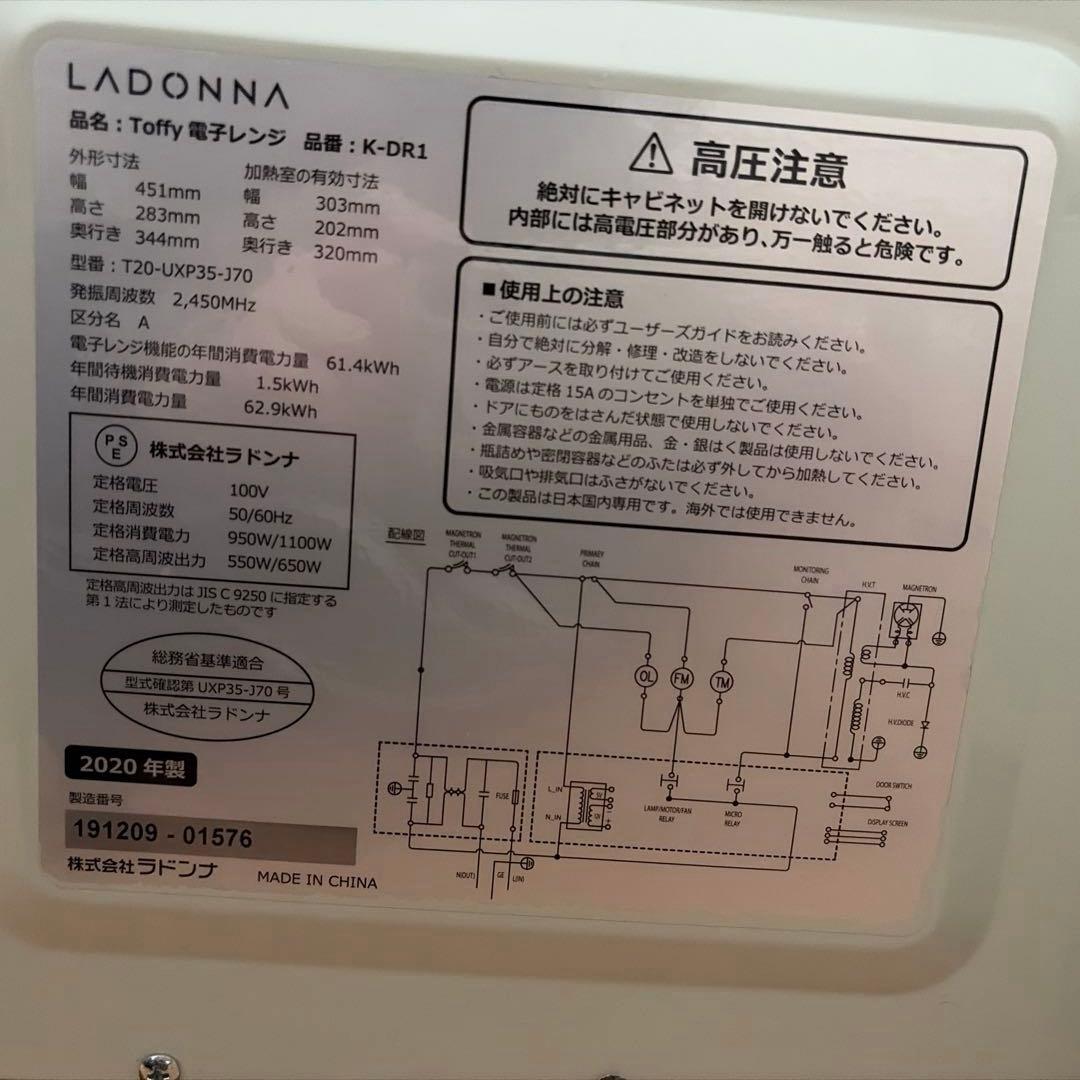 LADONNA
品名：Toffy 電子レンジ 品番：K-DR1
外形寸法
幅 451mm
高さ 283mm
奥行き 344mm
加熱室の有効寸法
幅 303mm
高さ 202mm
奥行き 320mm
型番：T20-UXP35-J70
発振周波数 2,450MHz
区分名 A
電子レンジ機能の年間消費電力量 61.4kWh
年間待機消費電力量 1.5kWh
年間消費電力量 62.9kWh
PS
E
株式会社ラドンナ
定格電圧 100V
定格周波数 50/60Hz
定格消費電力 950W/1100W
定格高周波出力 550W/650W
定格高周波出力は JIS C 9250 に指定する
第 1 法により測定したものです
総務省基準適合
型式確認第 UXP35-J70 号
株式会社ラドンナ
2020 年製
製造番号
191209 - 01576
株式会社ラドンナ
MADE IN CHINA
高圧注意
絶対にキャビネットを開けないでください。
内部には高電圧部分があり、万一触ると危険です。
■使用上の注意
・ご使用前には必ずユーザーズガイドをお読みください。
・自分で絶対に分解・修理・改造をしないでください。
・必ずアースを取り付けてご使用ください。
・電源は定格 15A のコンセントを単独でご使用ください。
・ドアにものをはさんだ状態で使用しないでください。
・金属容器などの金属用品、金・銀はく製品は使用しないでください。
・瓶詰めや密閉容器などのふたは必ず外してから加熱してください。
・吸気口や排気口はふさがないでください。
・この製品は日本国内専用です。海外では使用できません。
配線図
MAGNETRON
THERMAL
CUT-OUT1
MAGNETRON
THERMAL
CUT-OUT2
PRIMARY
CHAIN
MONITORING
CHAIN
H.V.T
MAGNETRON
OL
FM
TM
H.V.C
H.V.DIODE
FUSE
L_IN
N_IN
5V
12V
LAMP/MOTOR/FAN
RELAY
MICRO
RELAY
DOOR SWITCH
DISPLAY SCREEN
N(OUT)
GE
L(IN)